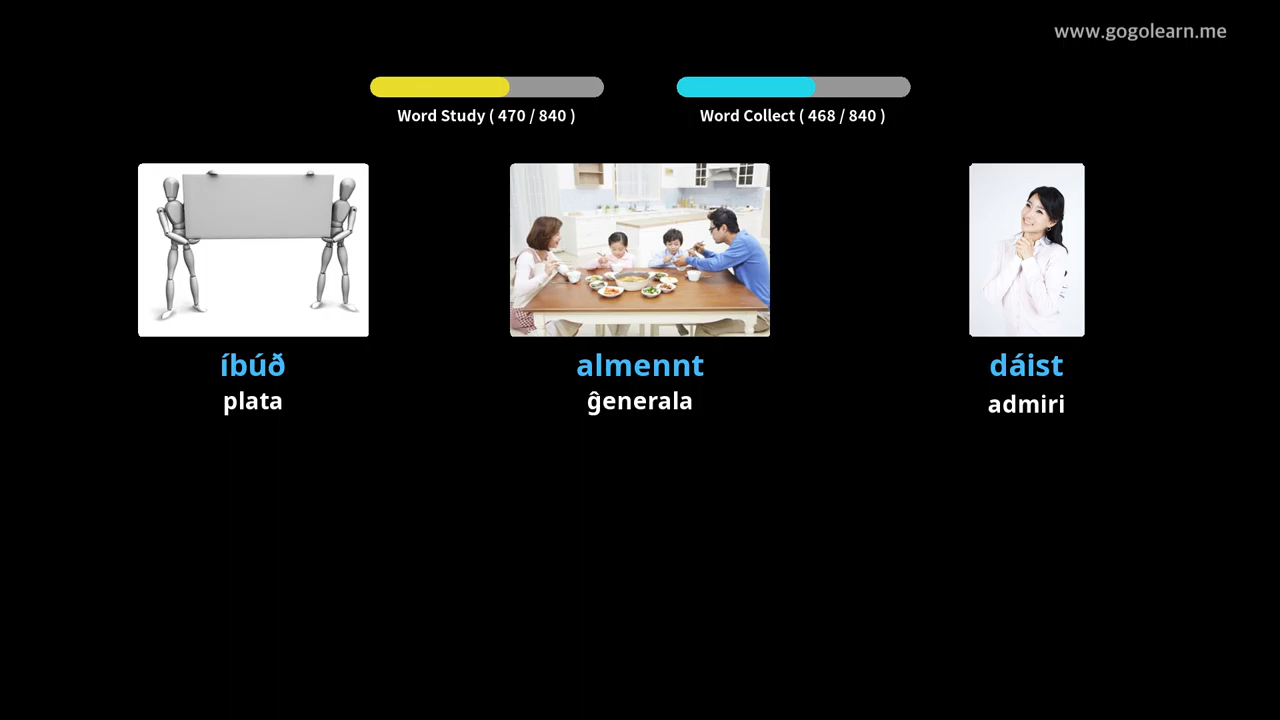 www.gogolearn.me
Word Study ( 470 / 840 )
Word Collect ( 468 / 840 )
íbúð
plata
almennt
ĝenerala
dáist
admiri